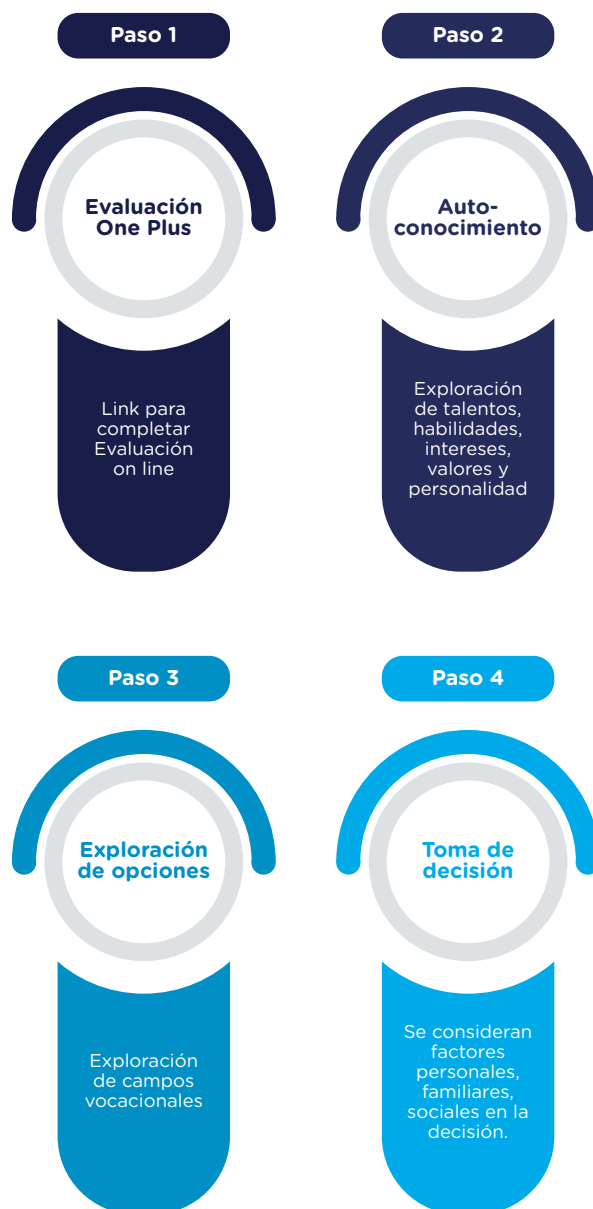 Paso 1
Evaluación
One Plus
Link para
completar
Evaluación
on line
Paso 2
Auto-
conocimiento
Exploración
de talentos,
habilidades,
intereses,
valores y
personalidad
Paso 3
Exploración
de opciones
Exploración
de campos
vocacionales
Paso 4
Toma de
decisión
Se consideran
factores
personales,
familiares,
sociales en la
decisión.